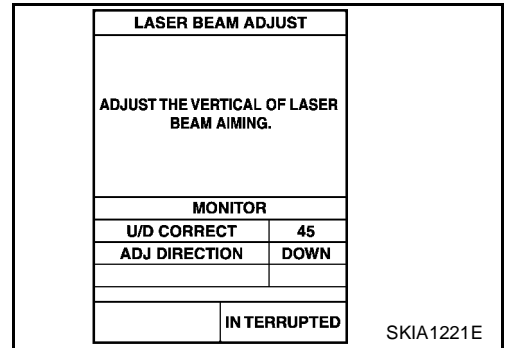 LASER BEAM ADJUST
ADJUST THE VERTICAL OF LASER
BEAM AIMING.
MONITOR
U/D CORRECT 45
ADJ DIRECTION DOWN
INTERRUPTED
SKIA1221E